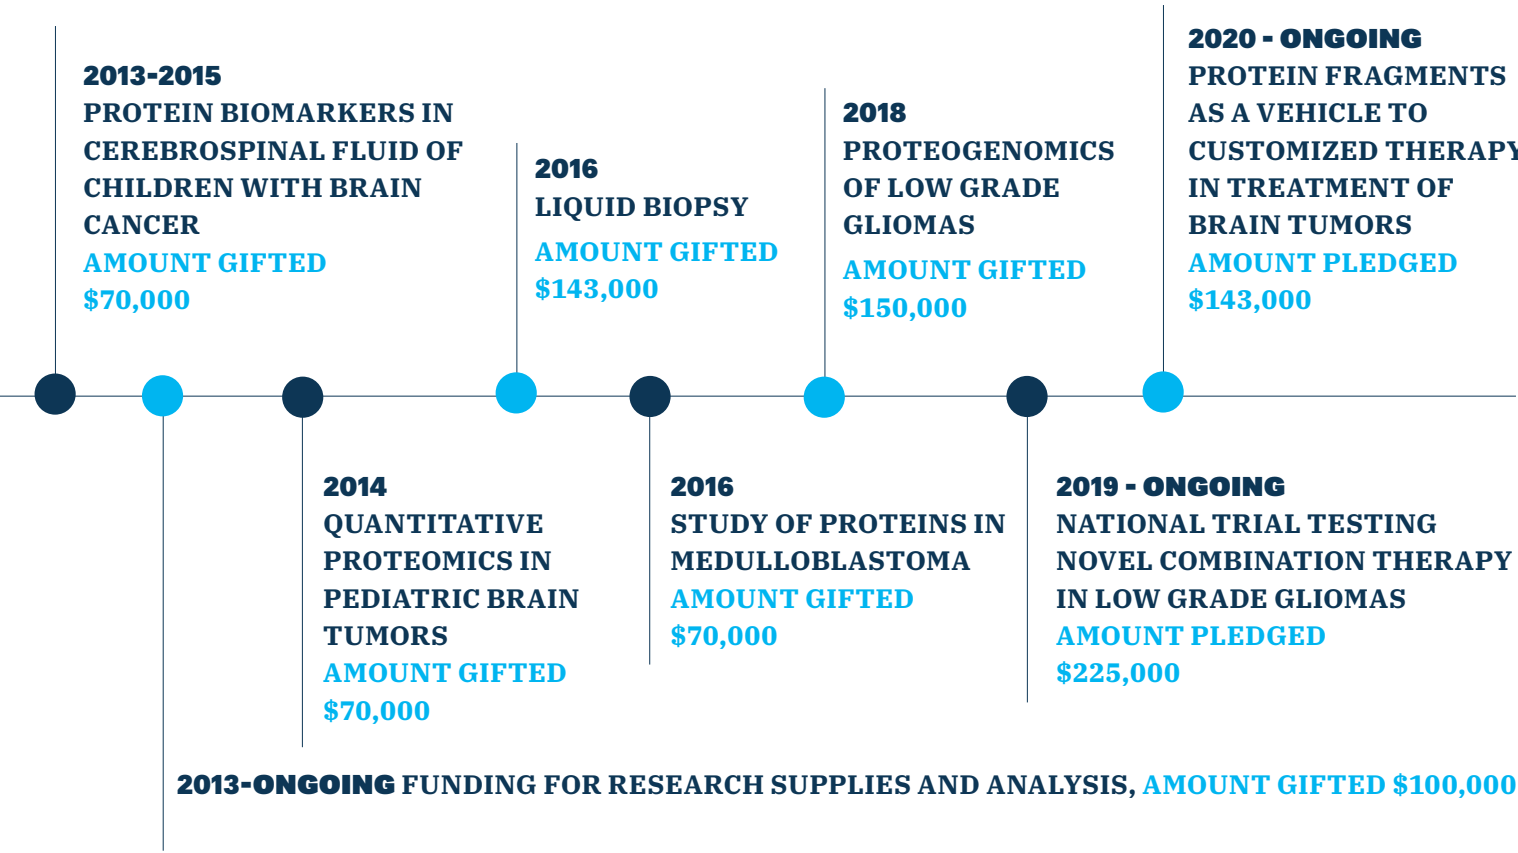 2013-2015
PROTEIN BIOMARKERS IN
CEREBROSPINAL FLUID OF
CHILDREN WITH BRAIN
CANCER
AMOUNT GIFTED
$70,000
2016
LIQUID BIOPSY
AMOUNT GIFTED
$143,000
2018
PROTEOGENOMICS
OF LOW GRADE
GLIOMAS
AMOUNT GIFTED
$150,000
2020 - ONGOING
PROTEIN FRAGMENTS
AS A VEHICLE TO
CUSTOMIZED THERAPY
IN TREATMENT OF
BRAIN TUMORS
AMOUNT PLEDGED
$143,000
2014
QUANTITATIVE
PROTEOMICS IN
PEDIATRIC BRAIN
TUMORS
AMOUNT GIFTED
$70,000
2016
STUDY OF PROTEINS IN
MEDULLOBLASTOMA
AMOUNT GIFTED
$70,000
2019 - ONGOING
NATIONAL TRIAL TESTING
NOVEL COMBINATION THERAPY
IN LOW GRADE GLIOMAS
AMOUNT PLEDGED
$225,000
2013-ONGOING FUNDING FOR RESEARCH SUPPLIES AND ANALYSIS, AMOUNT GIFTED $100,000